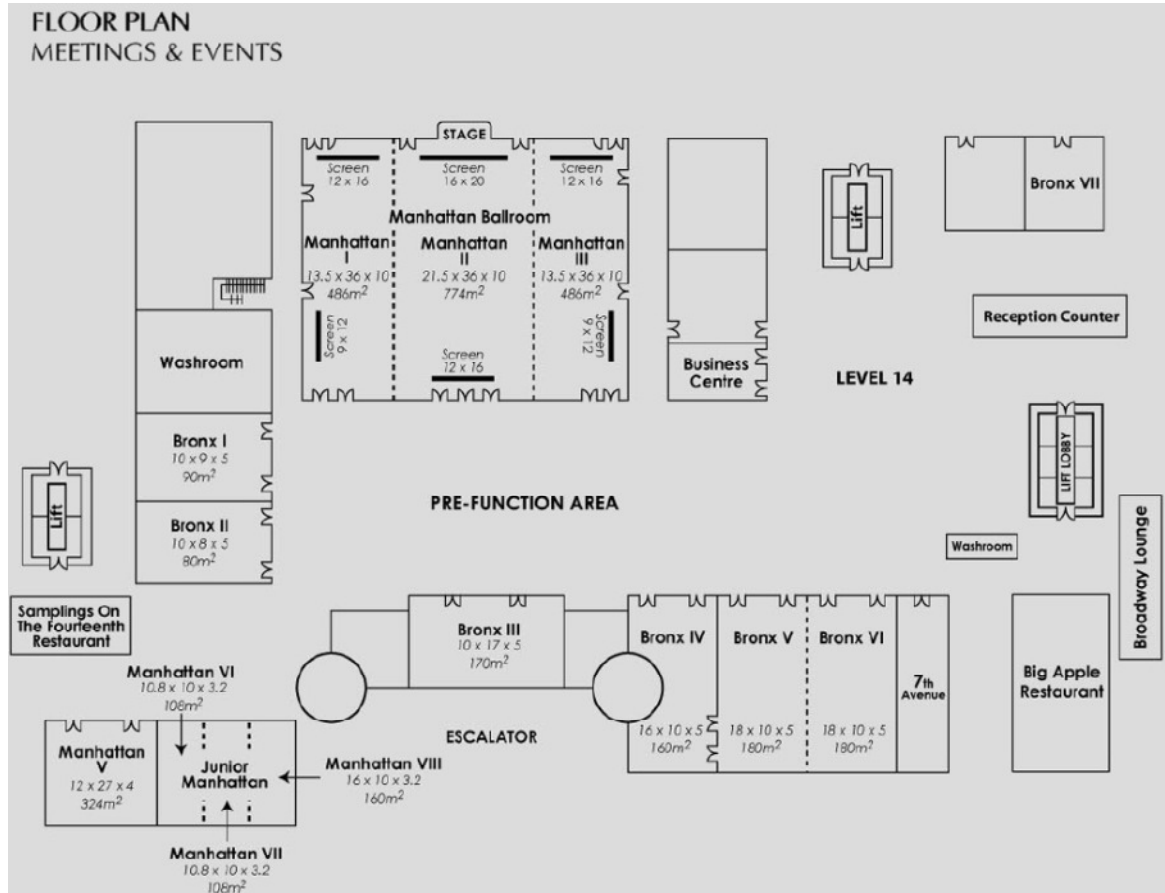 FLOOR PLAN
MEETINGS & EVENTS
STAGE
Screen
12 x 16
Screen
16 x 20
Screen
12 x 16
Manhattan Ballroom
Manhattan
I
13.5 x 36 x 10
486m²
Manhattan
II
21.5 x 36 x 10
774m²
Manhattan
III
13.5 x 36 x 10
486m²
Screen
9 x 12
Screen
12 x 16
Screen
9 x 12
Lift
Bronx VII
Reception Counter
Washroom
Business
Centre
LEVEL 14
LIFT LOBBY
Bronx I
10 x 9 x 5
90m²
Lift
Bronx II
10 x 8 x 5
80m²
PRE-FUNCTION AREA
Washroom
Broadway Lounge
Samplings On
The Fourteenth
Restaurant
Bronx III
10 x 17 x 5
170m²
Bronx IV
16 x 10 x 5
160m²
Bronx V
18 x 10 x 5
180m²
Bronx VI
18 x 10 x 5
180m²
7th
Avenue
Big Apple
Restaurant
ESCALATOR
Manhattan VI
10.8 x 10 x 3.2
108m²
Manhattan
V
12 x 27 x 4
324m²
Junior
Manhattan
Manhattan VIII
16 x 10 x 3.2
160m²
Manhattan VII
10.8 x 10 x 3.2
108m²